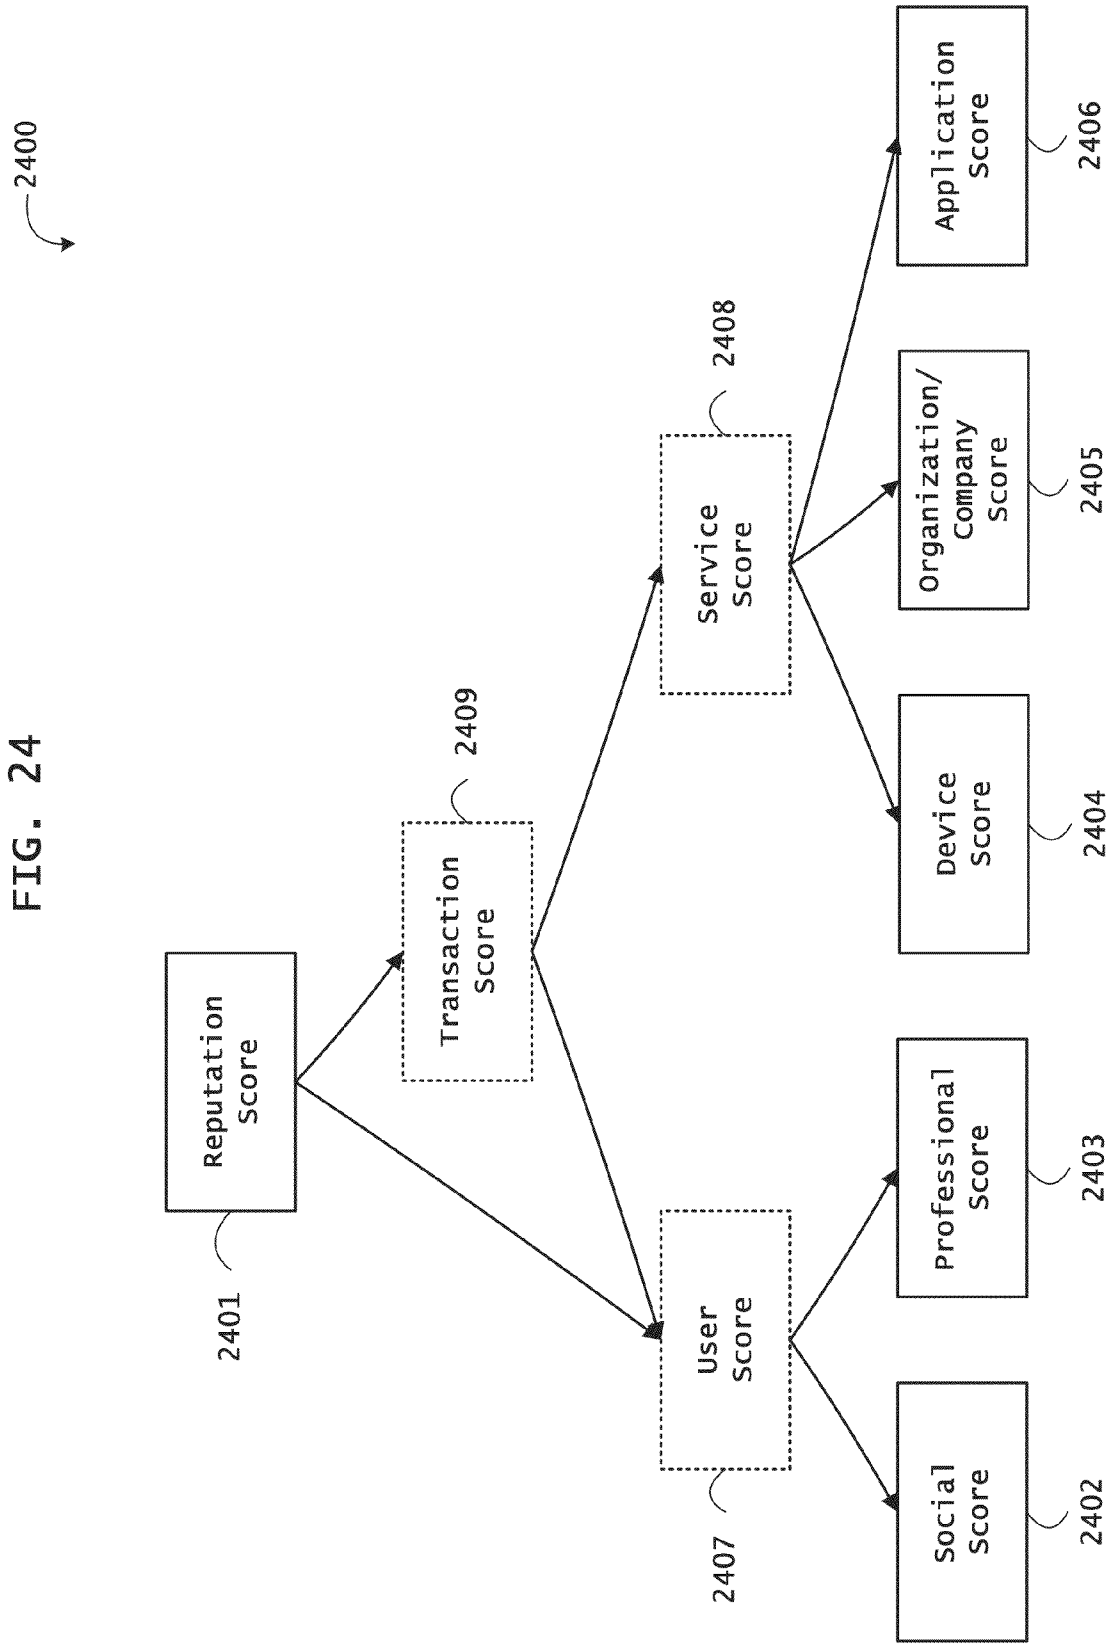 FIG. 24
2400
Reputation
Score
2401
Transaction
Score
2409
User
Score
2407
Service
Score
2408
Social
Score
2402
Professional
Score
2403
Device
Score
2404
Organization/
Company
Score
2405
Application
Score
2406